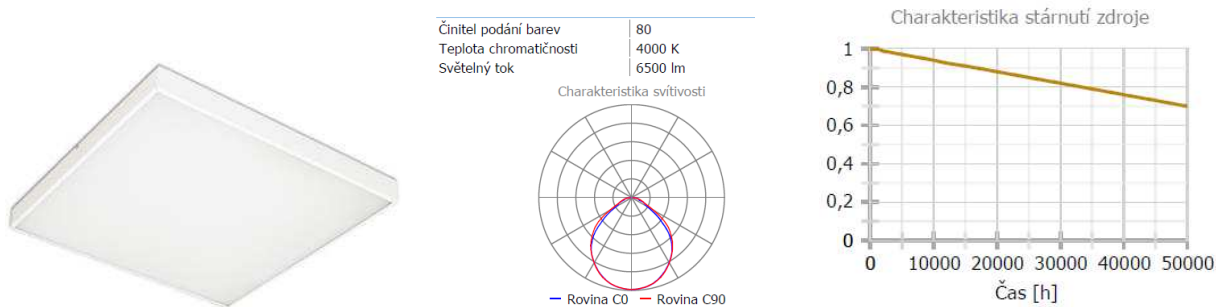 Činitel podání barev 80
Teplota chromatičnosti 4000 K
Světelný tok 6500 lm
Charakteristika svítivosti
Rovina C0 Rovina C90
Charakteristika stárnutí zdroje
1
0,8
0,6
0,4
0,2
0
0 10000 20000 30000 40000 50000
Čas [h]